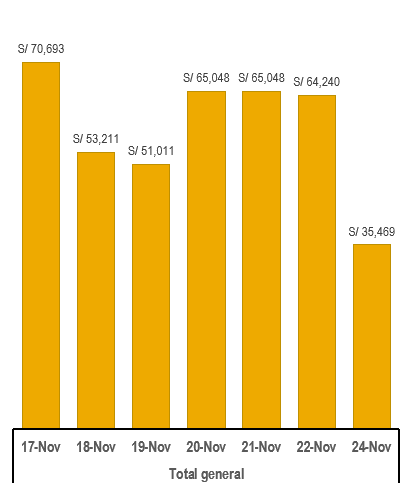 S/ 70,693
S/ 53,211
S/ 51,011
S/ 65,048
S/ 65,048
S/ 64,240
S/ 35,469
17-Nov 18-Nov 19-Nov 20-Nov 21-Nov 22-Nov 24-Nov
Total general